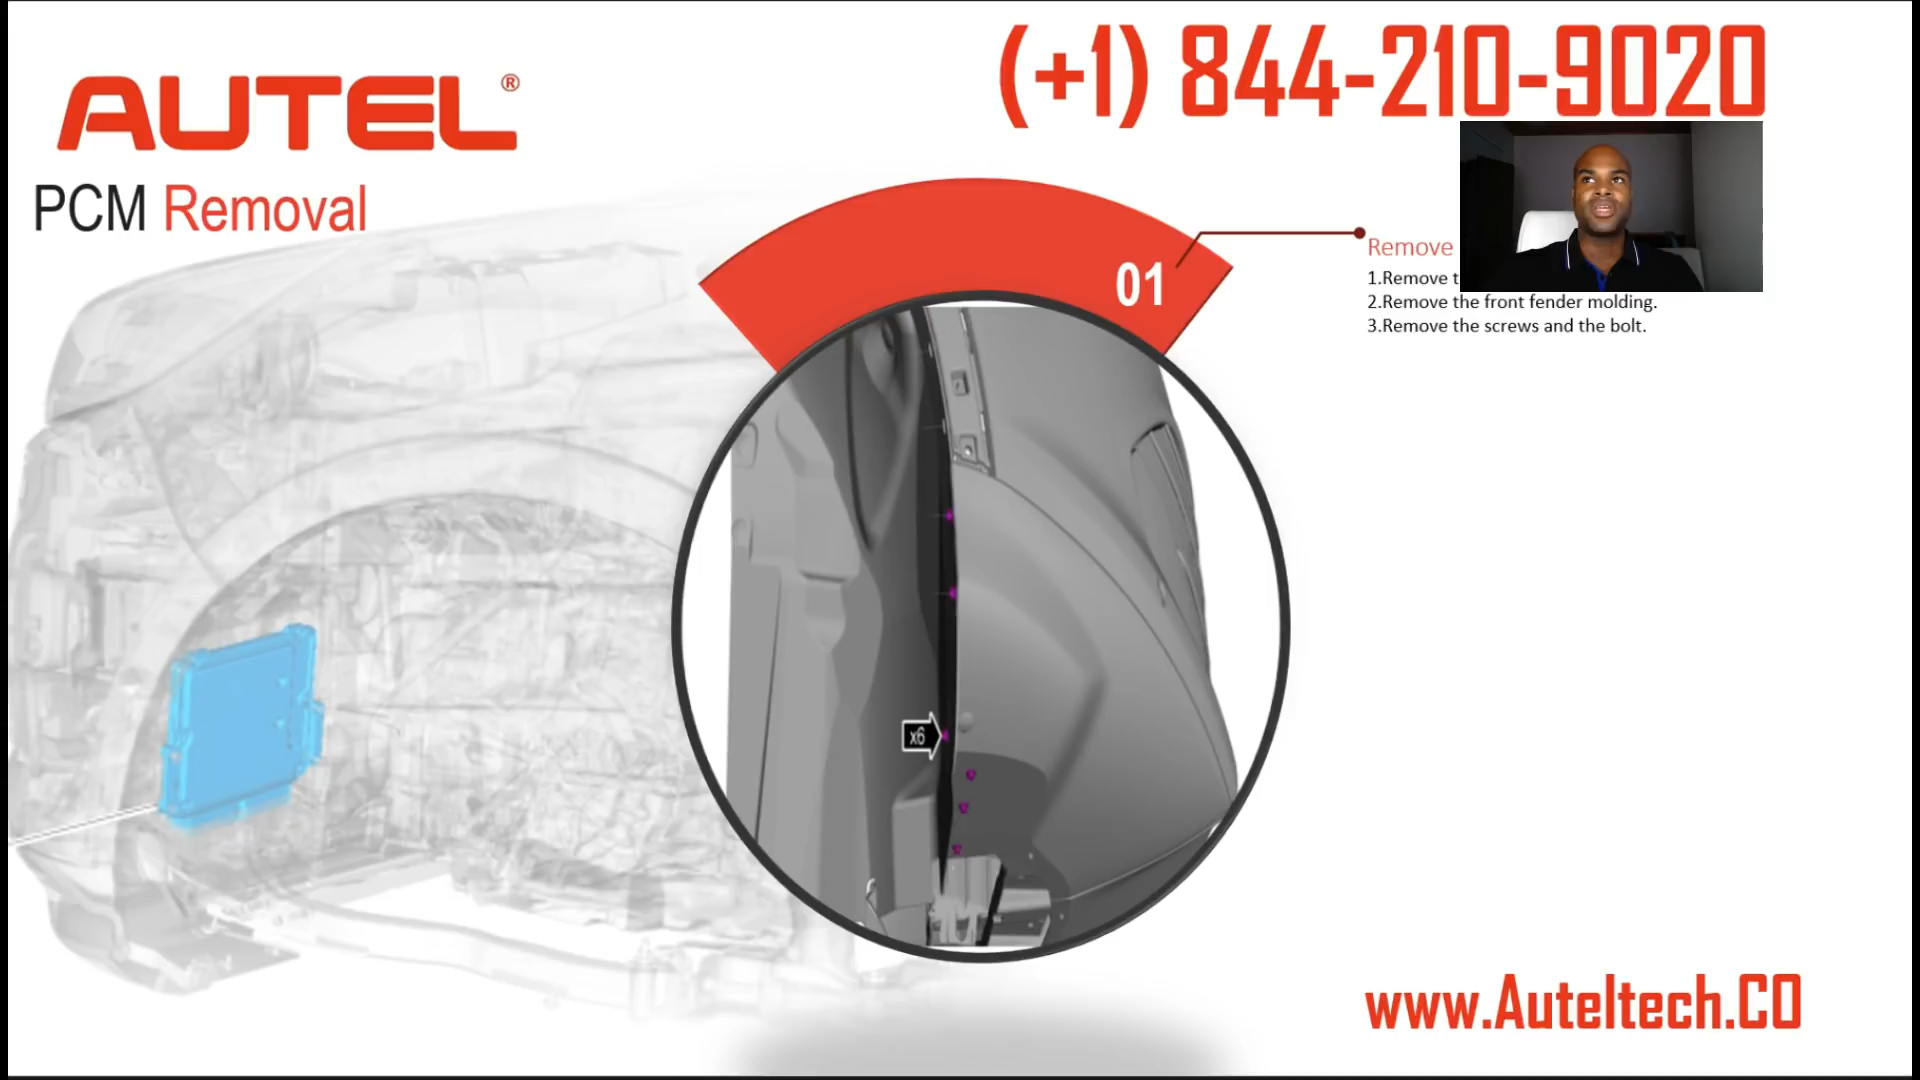 (+1) 844-210-9020
AUTEL®
PCM Removal
01
Remove
1.Remove
2.Remove the front fender molding.
3.Remove the screws and the bolt.
x6
www.Auteltech.CO